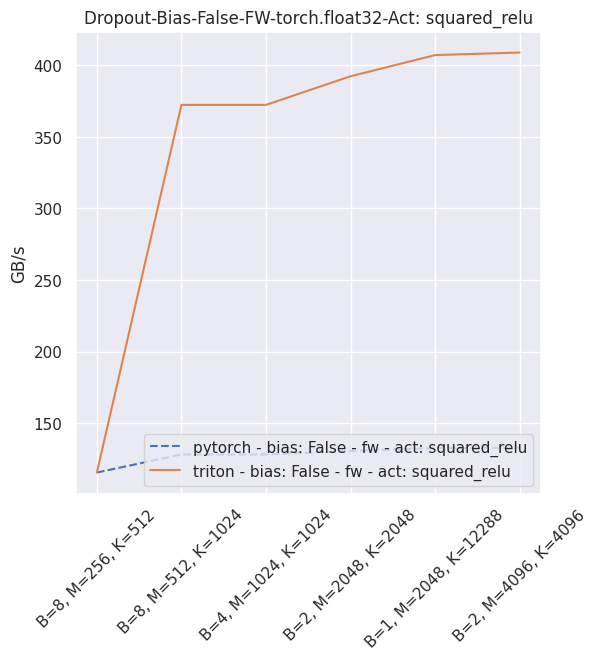 Dropout-Bias-False-FW-torch.float32-Act: squared_relu
GB/s
400
350
300
250
200
150
pytorch - bias: False - fw - act: squared_relu
triton - bias: False - fw - act: squared_relu
B=8, M=256, K=512
B=8, M=512, K=1024
B=4, M=1024, K=1024
B=2, M=2048, K=2048
B=1, M=2048, K=12288
B=2, M=4096, K=4096